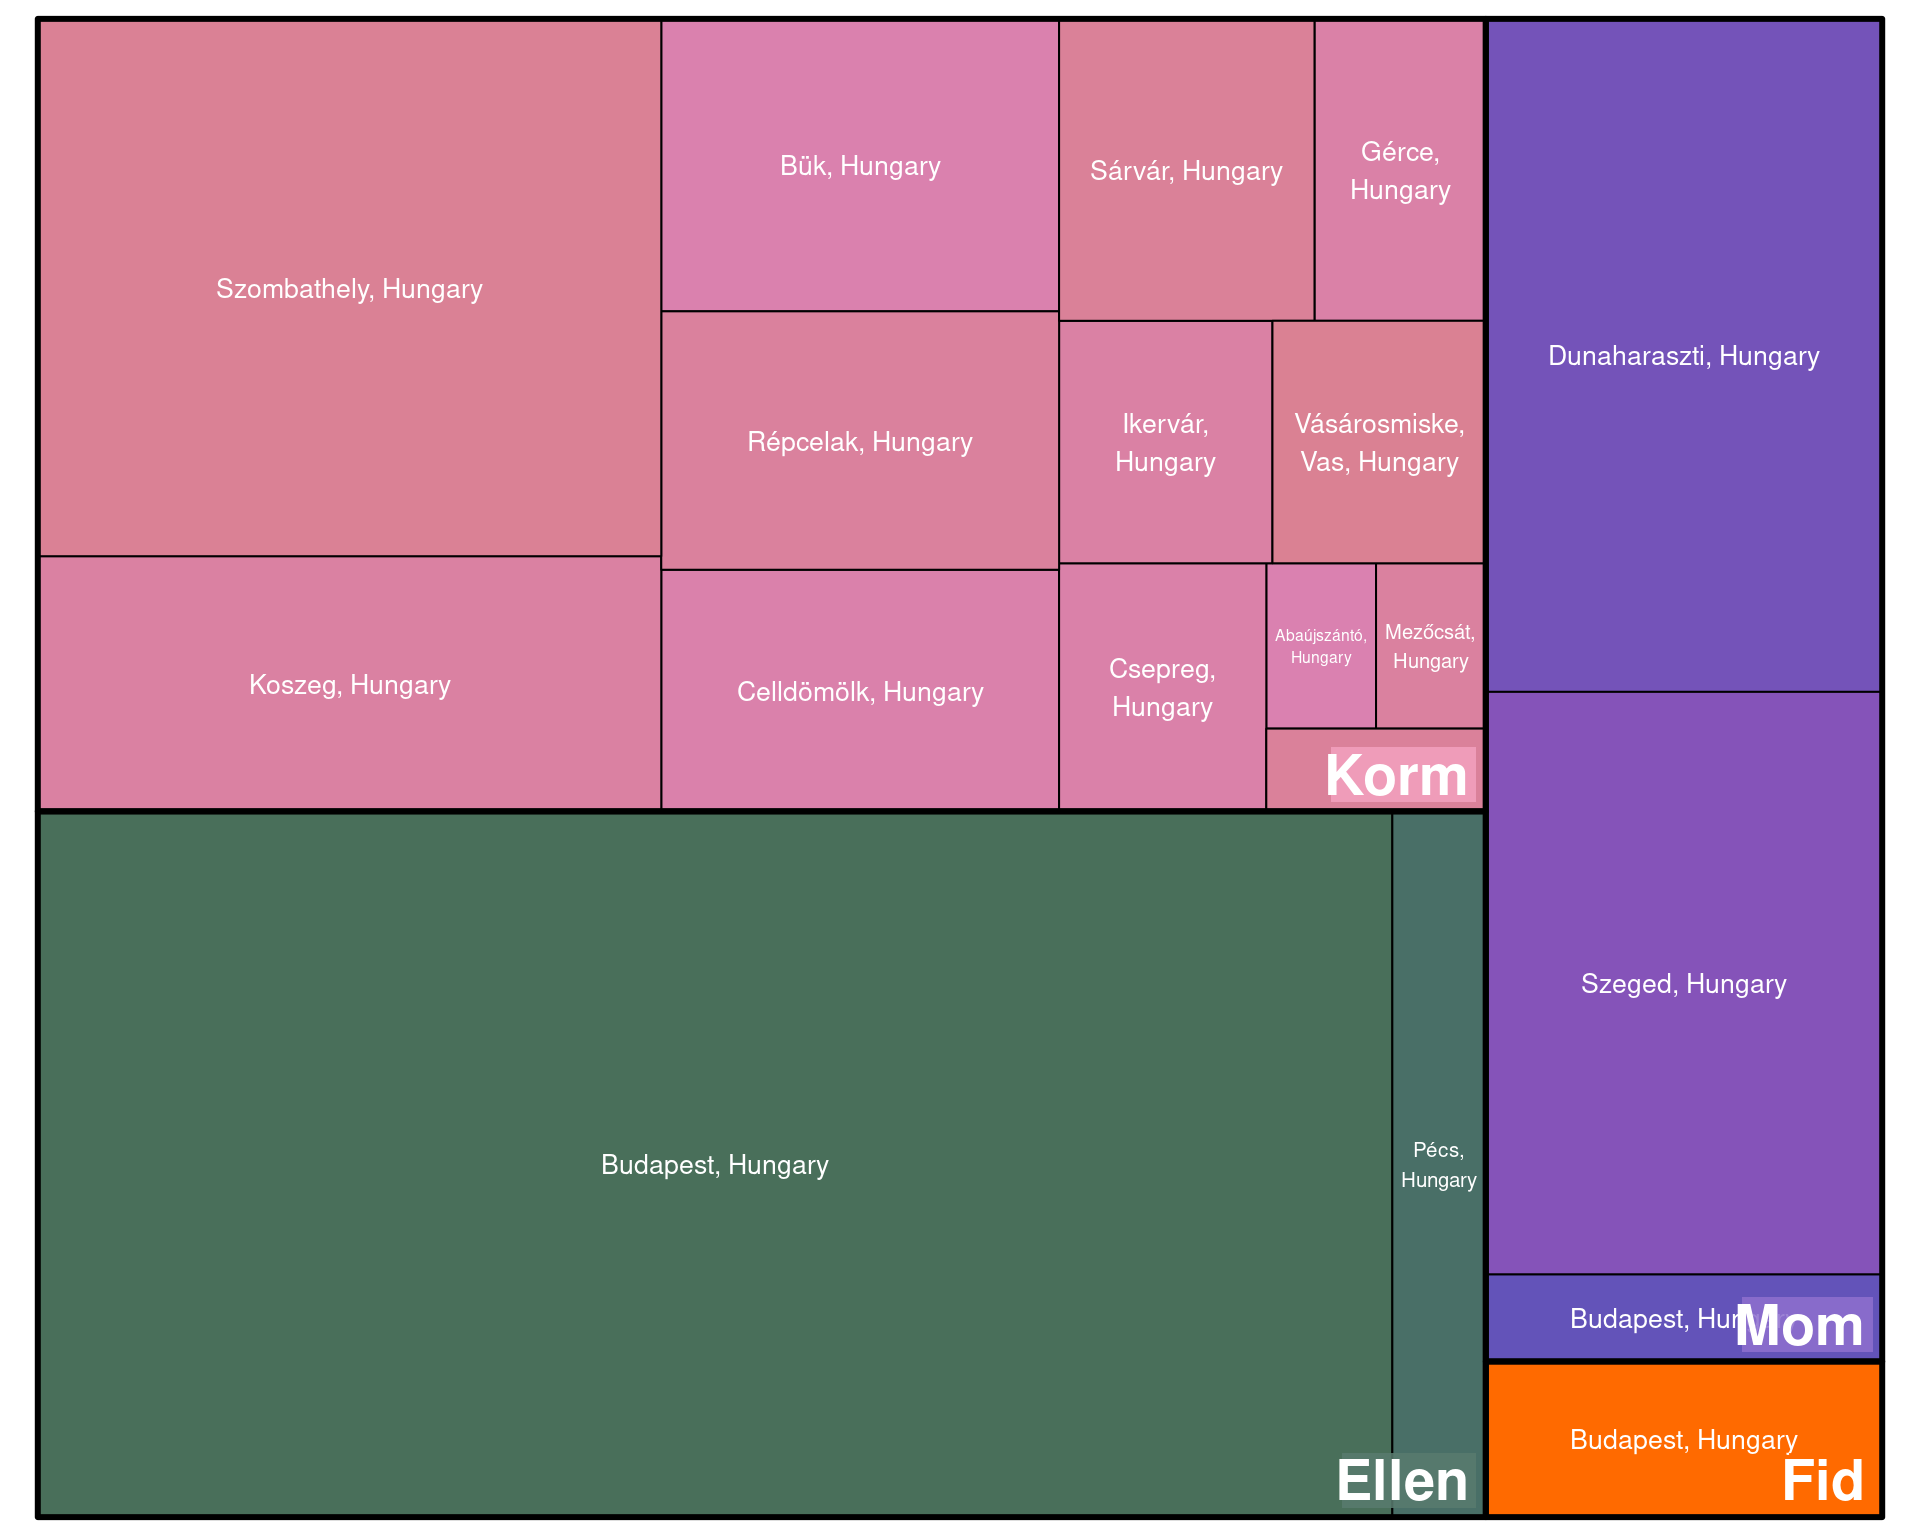 Szombathely, Hungary
Koszeg, Hungary
Bük, Hungary
Répcelak, Hungary
Celldömölk, Hungary
Sárvár, Hungary
Gérce,
Hungary
Ikervár,
Hungary
Vásárosmiske,
Vas, Hungary
Csepreg,
Hungary
Abaújszántó,
Hungary
Mezőcsát,
Hungary
Korm
Budapest, Hungary
Pécs,
Hungary
Ellen
Dunaharaszti, Hungary
Szeged, Hungary
Budapest,
Mom
Budapest, Hungary
Fid